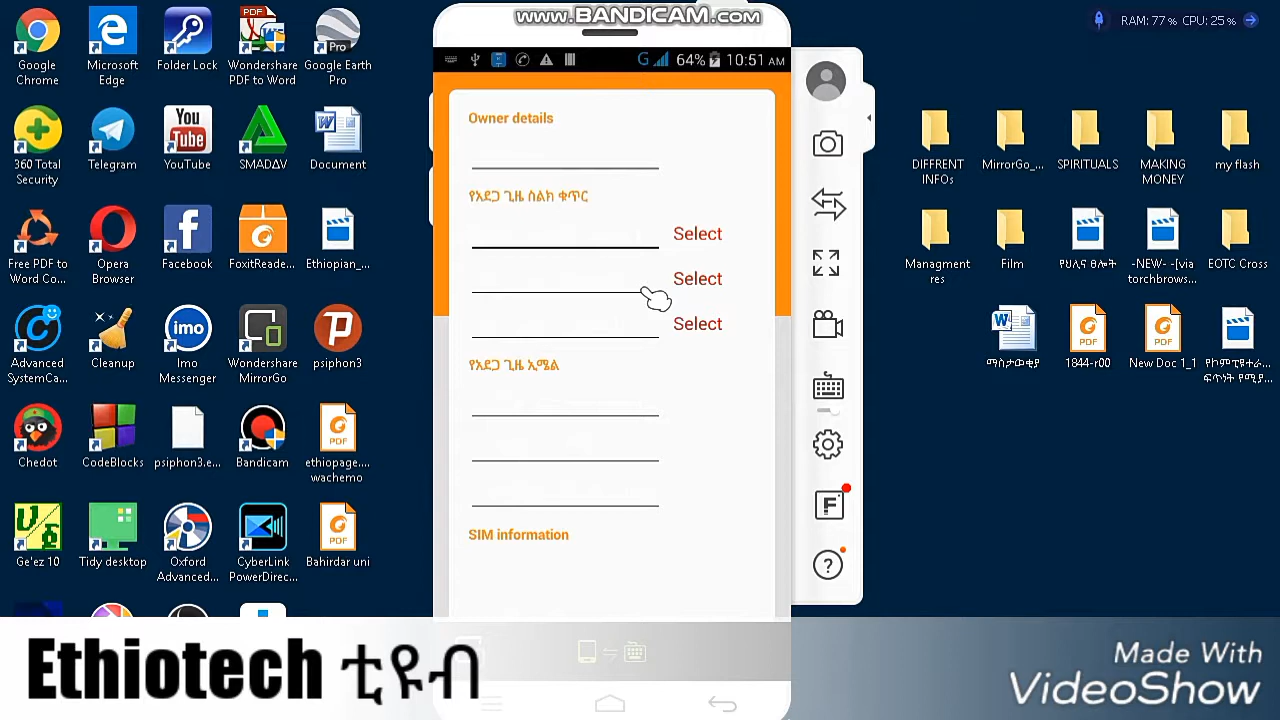 www.BANDICAM.com
RAM: 77 % CPU: 25 %
G 64% 10:51 AM
Google Chrome
Microsoft Edge
Folder Lock
Wondershare PDF to Word
Google Earth Pro
360 Total Security
Telegram
YouTube
SMADΔV
Document
Free PDF to Word Co...
Opera Browser
Facebook
FoxitReade...
Ethiopian_...
Advanced SystemCa...
Cleanup
Imo Messenger
Wondershare MirrorGo
psiphon3
Chedot
CodeBlocks
psiphon3.e...
Bandicam
ethiopage.... wachemo
Ge'ez 10
Tidy desktop
Oxford Advanced...
CyberLink PowerDirec...
Bahirdar uni
Owner details
የአደጋ ጊዜ ስልክ ቁጥር
Select
Select
Select
የአደጋ ጊዜ ኢሜል
SIM information
DIFFRENT INFOs
MirrorGo_...
SPIRITUALS
MAKING MONEY
my flash
Managment res
Film
የህሊና ፀሎት
-NEW- -[via torchbrows...
EOTC Cross...
ማስታወቂያ
1844-r00
New DOC_1
Ethiotech ቲዩብ
Made With
VideoShow